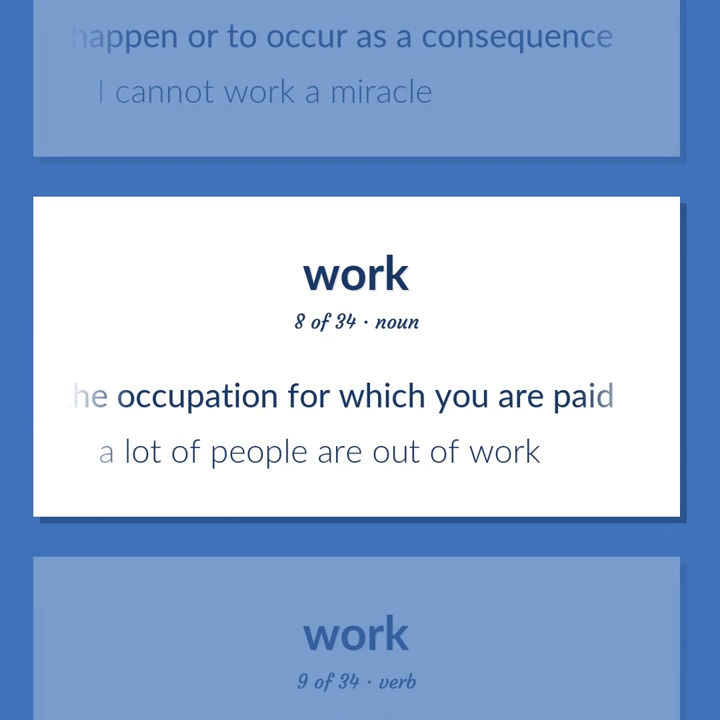 happen or to occur as a consequence
I cannot work a miracle
work
8 of 34 · noun
he occupation for which you are paid
a lot of people are out of work
work
9 of 34 · verb